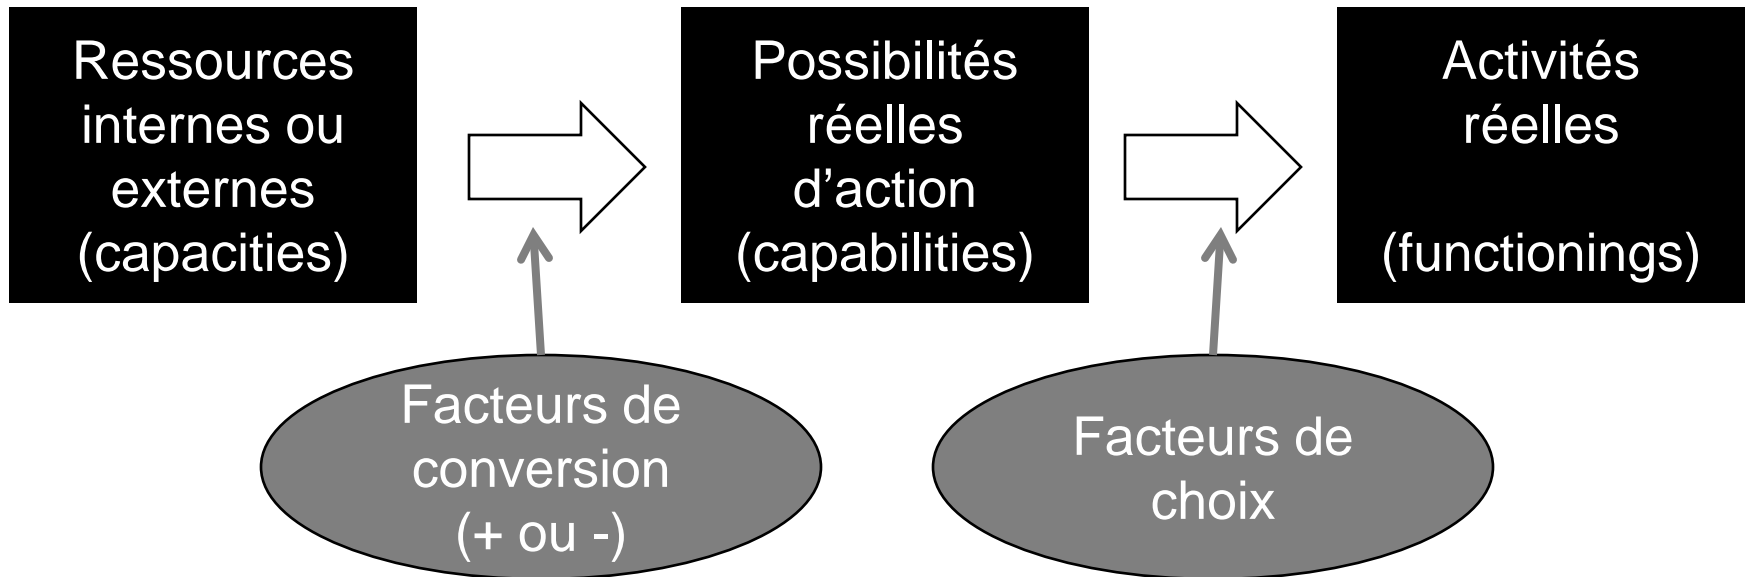 Ressources
internes ou
externes
(capacities)
Possibilités
réelles
d’action
(capabilities)
Activités
réelles
(functionings)
Facteurs de
conversion
(+ ou -)
Facteurs de
choix